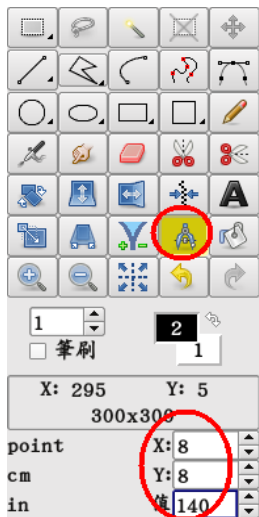 A
1
2
1
筆刷
X: 295 Y: 5
300x300
point X: 8
cm Y: 8
in 值 140